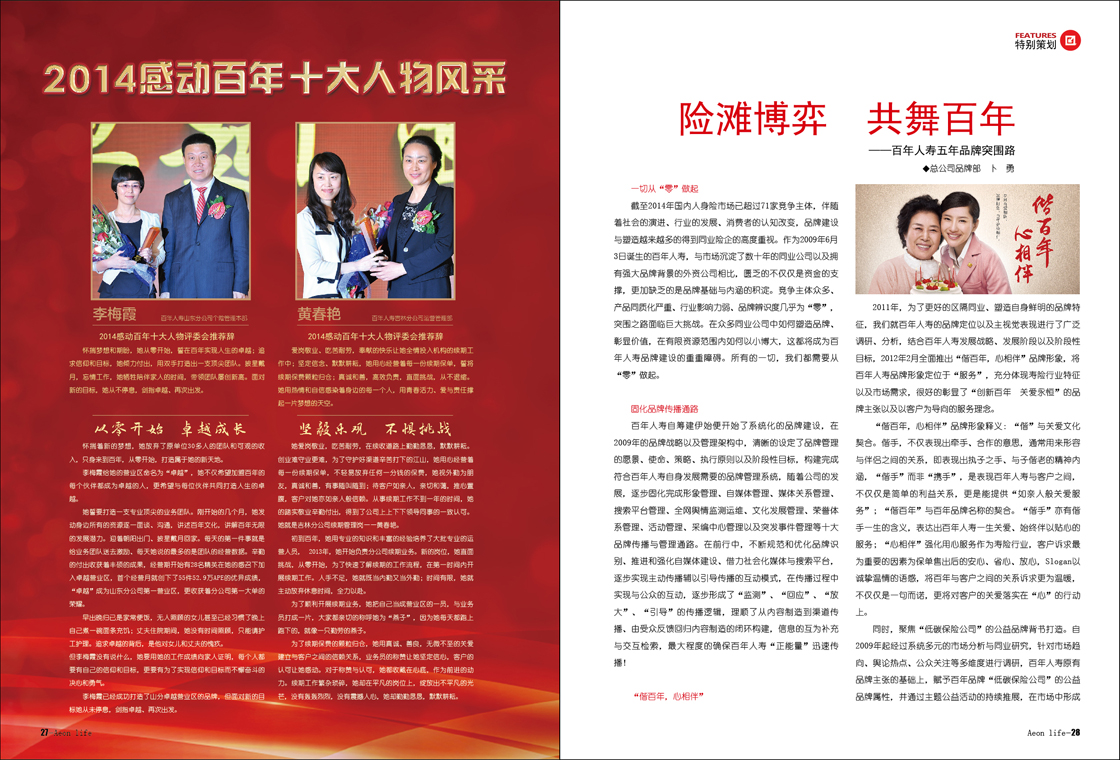 2014感动百年十大人物风采
李梅霞
百年人寿山东分公司个险营销本部
2014感动百年十大人物评委会推荐辞
怀揣梦想和期盼，她从零开始，誓在百年实现人生的卓越；追
求信仰和目标，她倾力付出，用双手打造出一支顶尖团队。披星戴
月，忘情工作，她牺牲陪伴家人的时间，带领团队屡创新高。面对
新的目标，她从不停息，剑指卓越，再次出发。
从零开始　卓越成长
怀揣着新的梦想，她放弃了原单位30多人的团队和可观的收
入，只身来到百年，从零开始，打造属于她的新天地。
李梅霞给她的营业区命名为“卓越”，她不仅希望加盟百年的
每个伙伴都成为卓越的人，更希望与每位伙伴共同打造人生的卓
越。
她誓要打造一支专业顶尖的业务团队。刚开始的几个月，她发
动身边所有的资源逐一面谈、沟通，讲述百年文化，讲解百年无限
的发展潜力，迎着朝阳出门，披星戴月回家。每天的第一件事就是
给业务团队送去激励，每天她说的最多的是团队的经营数据。辛勤
的付出收获着丰硕的成果，经营期开始有28名精英在她的感召下加
入卓越营业区，首个经营月就创下了55件52.9万APE的优异成绩，
“卓越”成为山东分公司第一营业区，更收获着分公司第一大单的
荣耀。
早出晚归已是家常便饭，无人照顾的女儿甚至已经习惯了晚上
自己煮一碗面条充饥；丈夫住院期间，她没有时间照顾，只能请护
工护理。追求卓越的背后，是他对女儿和丈夫的愧疚。
但李梅霞没有说什么，她要用她的工作成绩向家人证明，每个人都
要有自己的信仰和目标，更要有为了实现信仰和目标而不懈奋斗的
决心和勇气。
李梅霞已经成功打造了山分卓越营业区的品牌，但面对新的目
标她从未停息，剑指卓越、再次出发。
黄春艳
百年人寿吉林分公司运营管理部
2014感动百年十大人物评委会推荐辞
爱岗敬业、吃苦耐劳，奉献的快乐让她全情投入机构的续期工
作中；坚定信念，默默耕耘，她用心经营着每一份续期保单，誓将
续期保费颗粒归仓；真诚和善，高效负责，直面挑战，从不退缩。
她用热情和自信感染着身边的每一个人，用青春活力、爱与责任撑
起一片梦想的天空。
坚毅乐观　不惧挑战
她爱岗敬业、吃苦耐劳，在续收道路上勤勤恳恳，默默耕耘。
创业难守业更难，为了守护好渠道辛苦打下的江山，她用心经营着
每一份续期保单，不轻易放弃任何一分钱的保费，她视外勤为朋
友，真诚和善，有事随叫随到；待客户如亲人，亲切和蔼，推心置
腹，客户对她亦如亲人般信赖。从事续期工作不到一年的时间，她
的踏实敬业辛勤付出，得到了公司上上下下领导同事的一致认可。
她就是吉林分公司续期管理岗——黄春艳。
初到百年，她用专业的知识和丰富的经验培养了大批专业的运
营人员， 2013年，她开始负责分公司续期业务。新的岗位，她直面
挑战，从零开始，为了快速了解续期的工作流程，在第一时间内开
展续期工作。人手不足，她就既当内勤又当外勤；时间有限，她就
主动放弃休息时间，全力以赴。
为了顺利开展续期业务，她把自己当成营业区的一员，与业务
员打成一片，大家都亲切的称呼她为“燕子”，因为她每天都跑上
跑下的，就像一只勤劳的燕子。
为了续期保费的颗粒归仓，她用真诚、善良，无微不至的关爱
建立与客户之间的信赖关系。业务员的称赞让她坚定信心，客户的
认可让她感动。对于称赞与认可，她都收藏在心底，作为前进的动
力。续期工作繁杂琐碎，她却在平凡的岗位上，绽放出不平凡的光
芒，没有轰轰烈烈，没有震撼人心，她却勤勤恳恳，默默耕耘。
27 Aeon life
FEATURES
特别策划
险滩博弈　共舞百年
——百年人寿五年品牌突围路
◆总公司品牌部　卜　勇
一切从“零”做起
截至2014年国内人身险市场已超过71家竞争主体，伴随
着社会的演进、行业的发展、消费者的认知改变，品牌建设
与塑造越来越多的得到同业险企的高度重视。作为2009年6月
3日诞生的百年人寿，与市场沉淀了数十年的同业公司以及拥
有强大品牌背景的外资公司相比，匮乏的不仅仅是资金的支
撑，更加缺乏的是品牌基础与内涵的积淀。竞争主体众多、
产品同质化严重、行业影响力弱、品牌辨识度几乎为“零”，
突围之路面临巨大挑战。在众多同业公司中如何塑造品牌、
彰显价值，在有限资源范围内如何以小博大，这都将成为百
年人寿品牌建设的重重障碍。所有的一切，我们都需要从
“零”做起。
固化品牌传播通路
百年人寿自筹建伊始便开始了系统化的品牌建设，在
2009年的品牌战略以及管理架构中，清晰的设定了品牌管理
的愿景、使命、策略、执行原则以及阶段性目标，构建完成
符合百年人寿自身发展需要的品牌管理系统，随着公司的发
展，逐步固化完成形象管理、自媒体管理、媒体关系管理、
搜索平台管理、全网舆情监测运维、文化发展管理、荣誉体
系管理、活动管理、采编中心管理以及突发事件管理等十大
品牌传播与管理通路。在前行中，不断规范和优化品牌识
别、推进和强化自媒体建设、借力社会化媒体与搜索平台，
逐步实现主动传播辅以引导传播的互动模式，在传播过程中
实现与公众的互动，逐步形成了“监测”、“回应”、“放
大”、“引导”的传播逻辑，理顺了从内容制造到渠道传
播、由受众反馈回归内容制造的闭环构建，信息的互为补充
与交互检索，最大程度的确保百年人寿“正能量”迅速传
播！
“偕百年，心相伴”
偕百年
心相伴
2011年，为了更好的区隔同业、塑造自身鲜明的品牌特
征，我们就百年人寿的品牌定位以及主视觉表现进行了广泛
调研、分析，结合百年人寿发展战略、发展阶段以及阶段性
目标，2012年2月全面推出“偕百年，心相伴”品牌形象，将
百年人寿品牌形象定位于“服务”，充分体现寿险行业特征
以及市场需求，很好的彰显了“创新百年　关爱永恒”的品
牌主张以及以客户为导向的服务理念。
“偕百年，心相伴”品牌形象释义：“偕”与关爱文化
契合。偕手，不仅表现出牵手、合作的意思，通常用来形容
与伴侣之间的关系，即表现出执子之手、与子偕老的精神内
涵，“偕手”而非“携手”，是表现百年人寿与客户之间，
不仅仅是简单的利益关系，更是能提供“如亲人般关爱服
务”；“偕百年”与百年品牌名称的契合。“偕手”亦有偕
手一生的含义，表达出百年人寿一生关爱、始终伴以贴心的
服务；“心相伴”强化用心服务作为寿险行业，客户诉求最
为重要的因素为保单售出后的安心、省心、放心，Slogan以
诚挚温情的语感，将百年与客户之间的关系诉求更为温暖，
不仅仅是一句而诺，更将对客户的关爱落实在“心”的行动
上。
同时，聚焦“低碳保险公司”的公益品牌背书打造。自
2009年起经过系统多元的市场分析与同业研究，针对市场趋
向、舆论热点、公众关注等多维度进行调研，百年人寿原有
品牌主张的基础上，赋予百年品牌“低碳保险公司”的公益
品牌属性，并通过主题公益活动的持续推展，在市场中形成
Aeon life—28